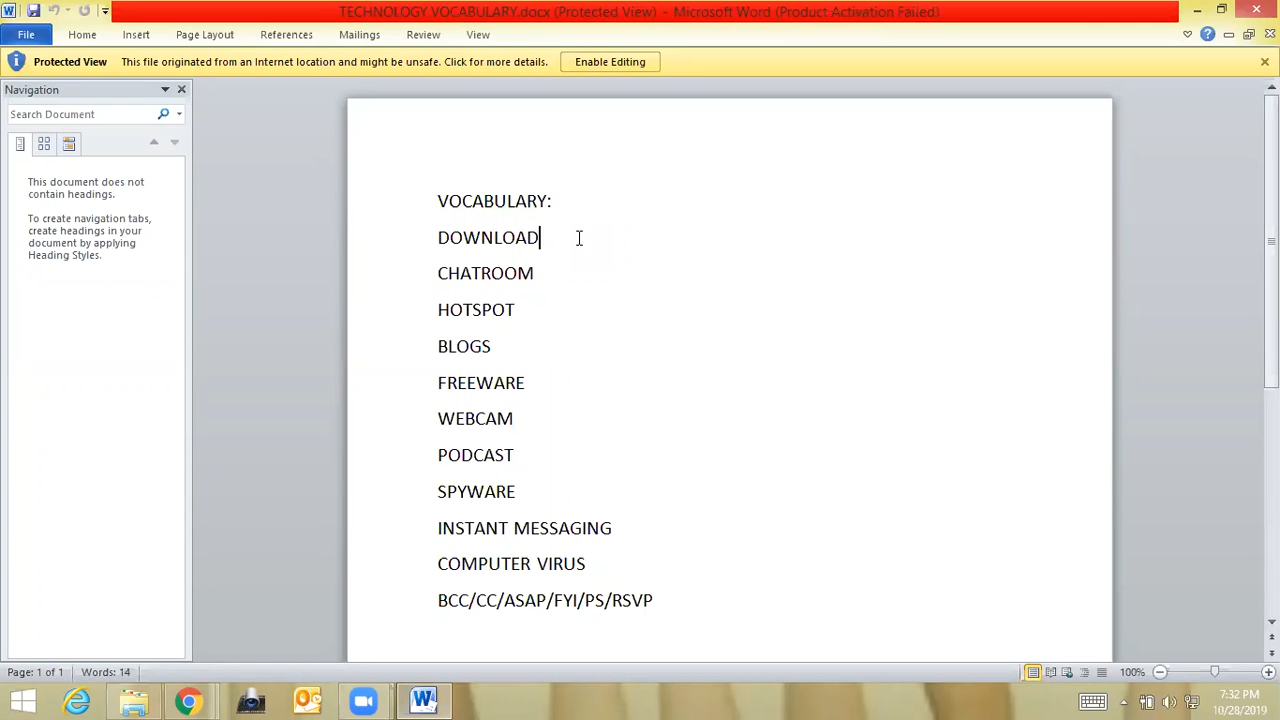 TECHNOLOGY.VOCABULARY.docx (Protected View) - Microsoft Word (Product Activation Failed)
File Home Insert Page Layout References Mailings Review View
Protected View This file originated from an Internet location and might be unsafe. Click for more details. Enable Editing
Navigation
Search Document
This document does not
contain headings.
To create navigation tabs,
create headings in your
document by applying
Heading Styles.
VOCABULARY:
DOWNLOAD
CHATROOM
HOTSPOT
BLOGS
FREEWARE
WEBCAM
PODCAST
SPYWARE
INSTANT MESSAGING
COMPUTER VIRUS
BCC/CC/ASAP/FYI/PS/RSVP
Page: 1 of 1 Words: 14 100%
7:32 PM
10/28/2019